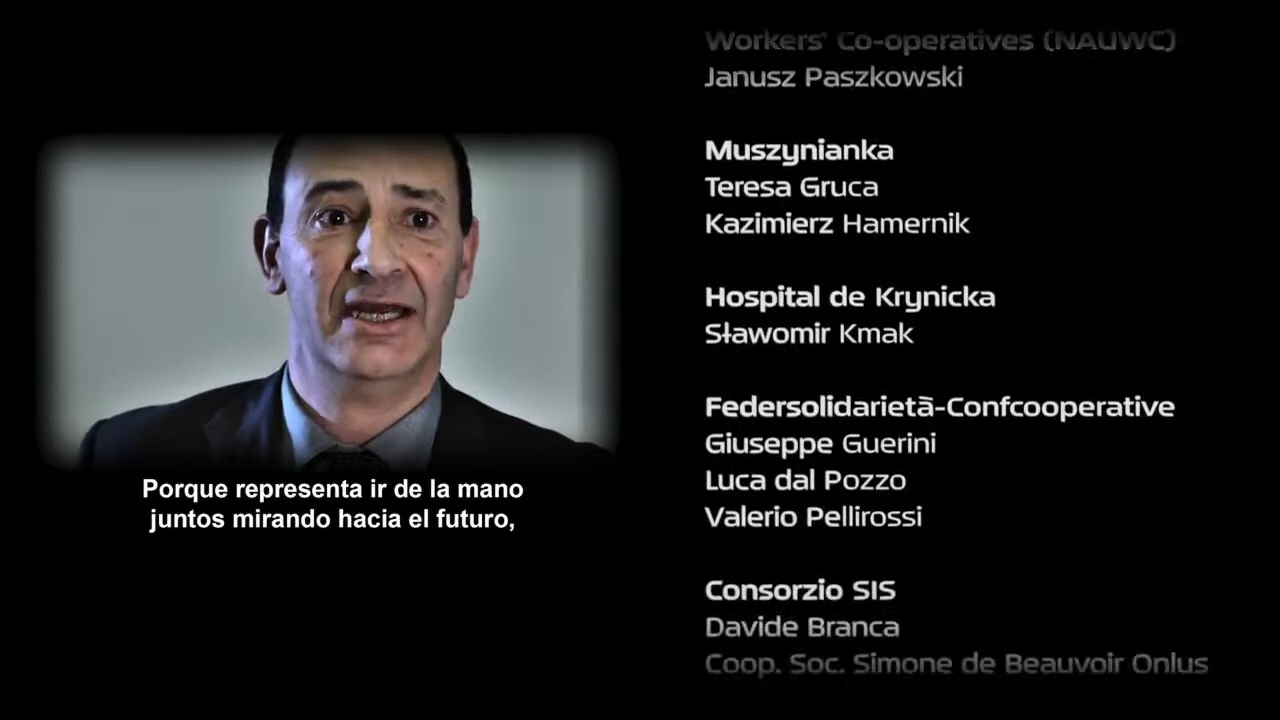 Porque representa ir de la mano
juntos mirando hacia el futuro,
Workers' Co-operatives (NAUWC)
Janusz Paszkowski
Muszynianka
Teresa Gruca
Kazimierz Hamernik
Hospital de Krynicka
Sławomir Kmak
Federsolidarietà-Confcooperative
Giuseppe Guerini
Luca dal Pozzo
Valerio Pellirossi
Consorzio SIS
Davide Branca
Coop. Soc. Simone de Beauvoir Onlus